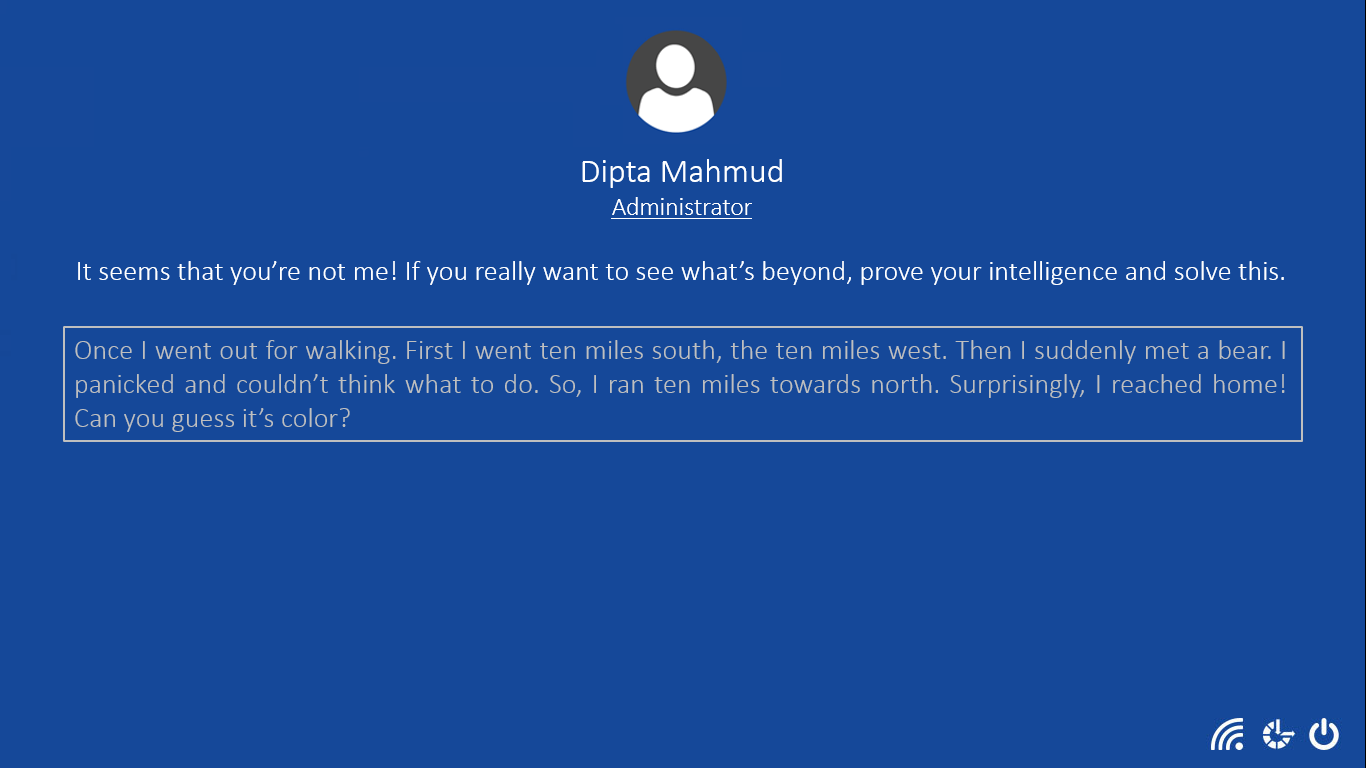 Dipta Mahmud
Administrator
It seems that you’re not me! If you really want to see what’s beyond, prove your intelligence and solve this.
Once I went out for walking. First I went ten miles south, the ten miles west. Then I suddenly met a bear. I
panicked and couldn’t think what to do. So, I ran ten miles towards north. Surprisingly, I reached home!
Can you guess it’s color?